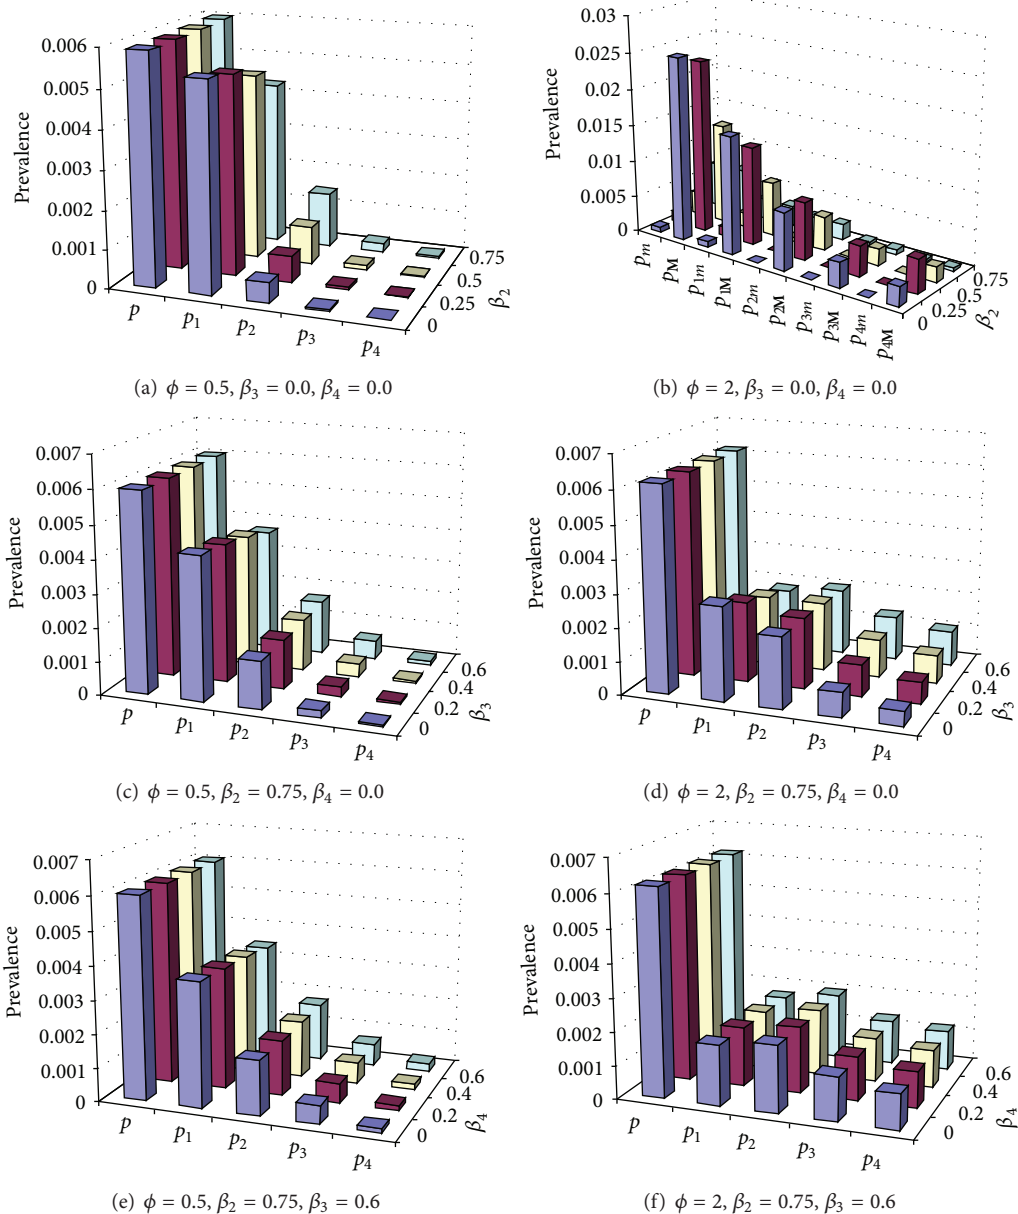 Prevalence
0.006
0.005
0.004
0.003
0.002
0.001
0
p
p1
p2
p3
p4
0
0.25
0.5
0.75
β2
(a) ϕ = 0.5, β3 = 0.0, β4 = 0.0
Prevalence
0.03
0.025
0.02
0.015
0.01
0.005
0
pm
pM
p1m
p1M
p2m
p2M
p3m
p3M
p4m
p4M
0
0.25
0.5
0.75
β2
(b) ϕ = 2, β3 = 0.0, β4 = 0.0
Prevalence
0.007
0.006
0.005
0.004
0.003
0.002
0.001
0
p
p1
p2
p3
p4
0
0.2
0.4
0.6
β3
(c) ϕ = 0.5, β2 = 0.75, β4 = 0.0
Prevalence
0.007
0.006
0.005
0.004
0.003
0.002
0.001
0
p
p1
p2
p3
p4
0
0.2
0.4
0.6
β3
(d) ϕ = 2, β2 = 0.75, β4 = 0.0
Prevalence
0.007
0.006
0.005
0.004
0.003
0.002
0.001
0
p
p1
p2
p3
p4
0
0.2
0.4
0.6
β4
(e) ϕ = 0.5, β2 = 0.75, β3 = 0.6
Prevalence
0.007
0.006
0.005
0.004
0.003
0.002
0.001
0
p
p1
p2
p3
p4
0
0.2
0.4
0.6
β4
(f) ϕ = 2, β2 = 0.75, β3 = 0.6